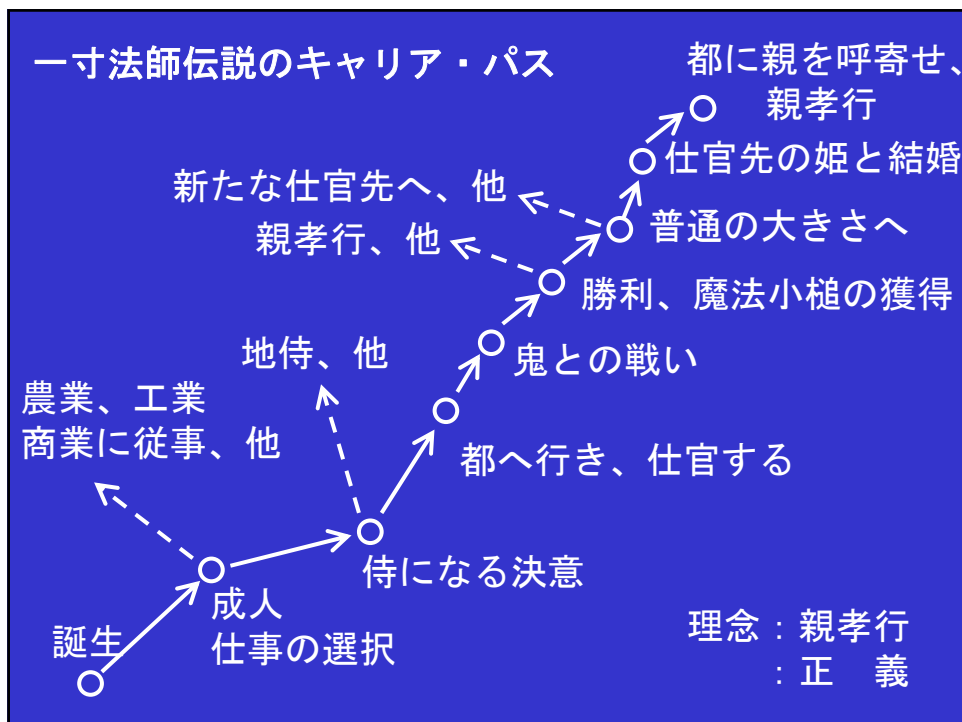 一寸法師伝説のキャリア・パス
都に親を呼寄せ、
親孝行
仕官先の姫と結婚
新たな仕官先へ、他
普通の大きさへ
親孝行、他
勝利、魔法小槌の獲得
地侍、他
鬼との戦い
農業、工業
商業に従事、他
都へ行き、仕官する
侍になる決意
成人
仕事の選択
誕生
理念：親孝行
：正　義